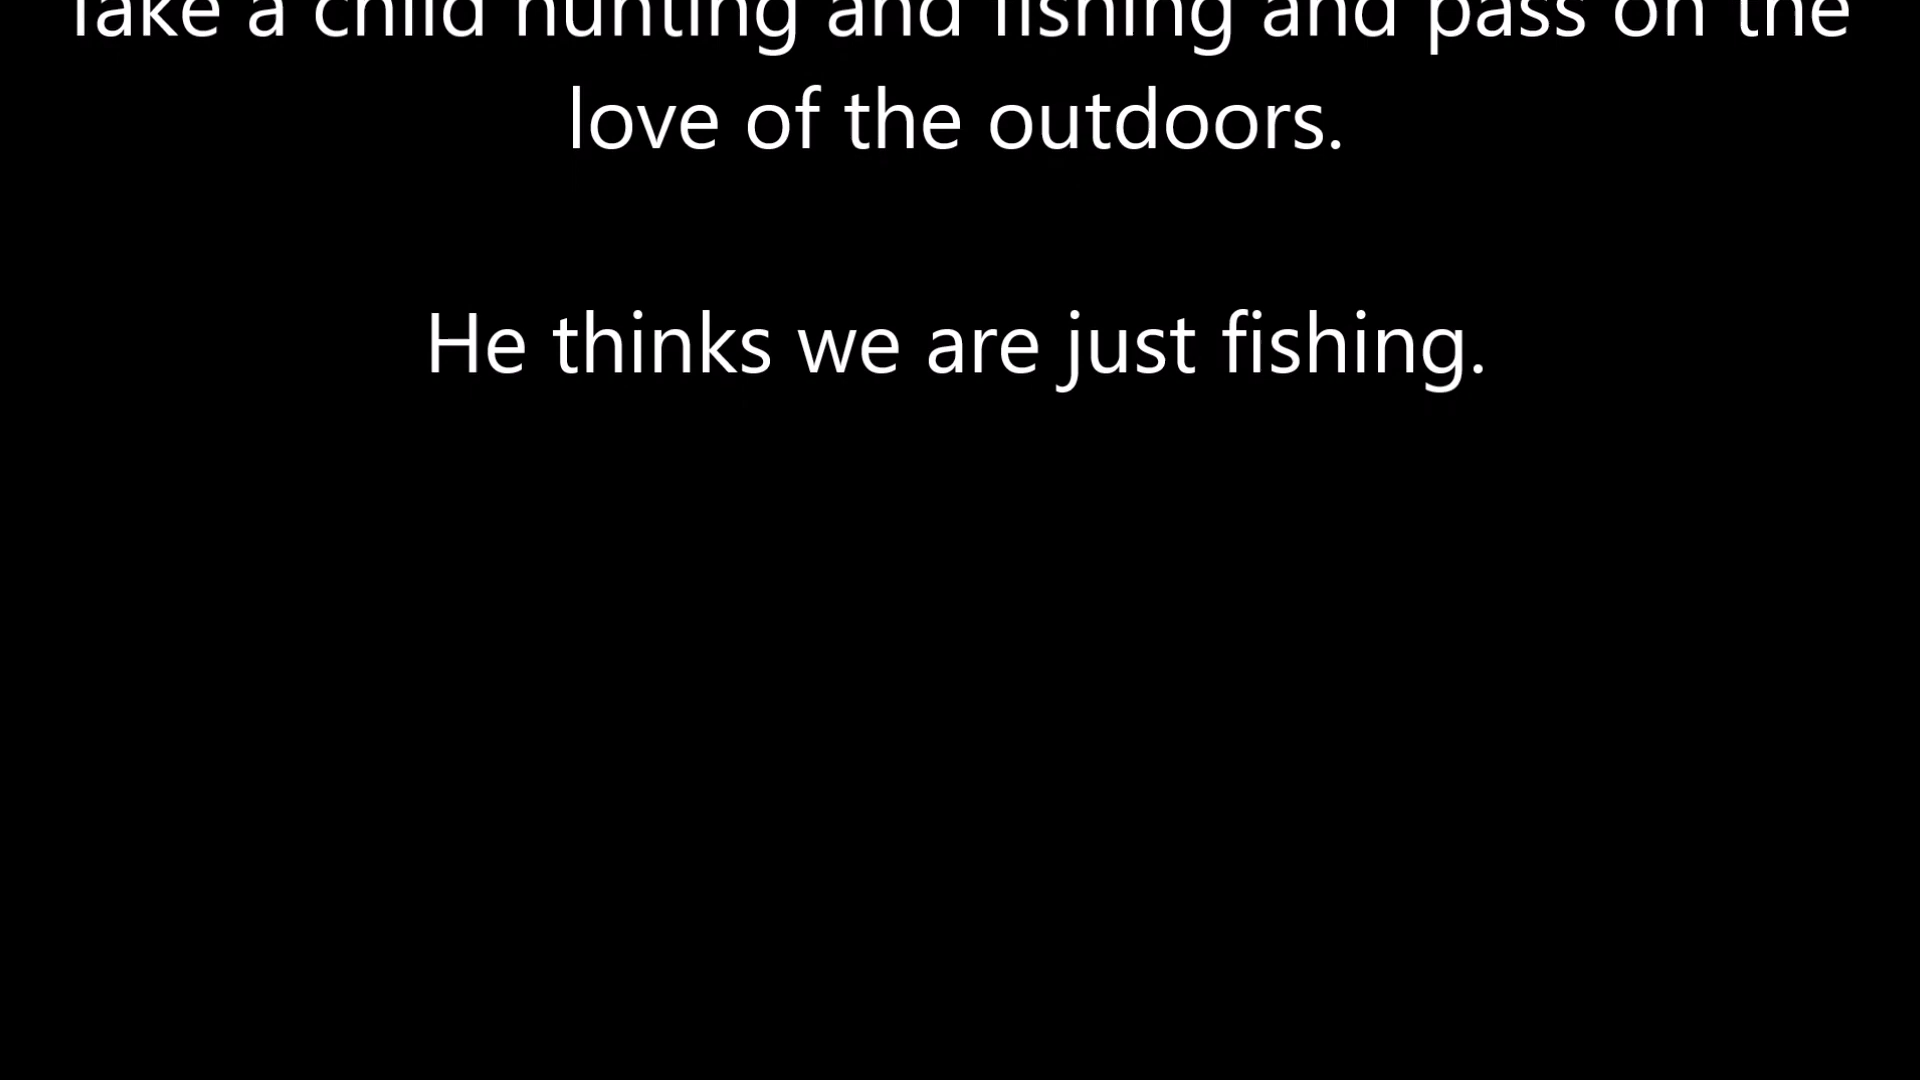 Take a child hunting and fishing and pass on the
love of the outdoors.
He thinks we are just fishing.